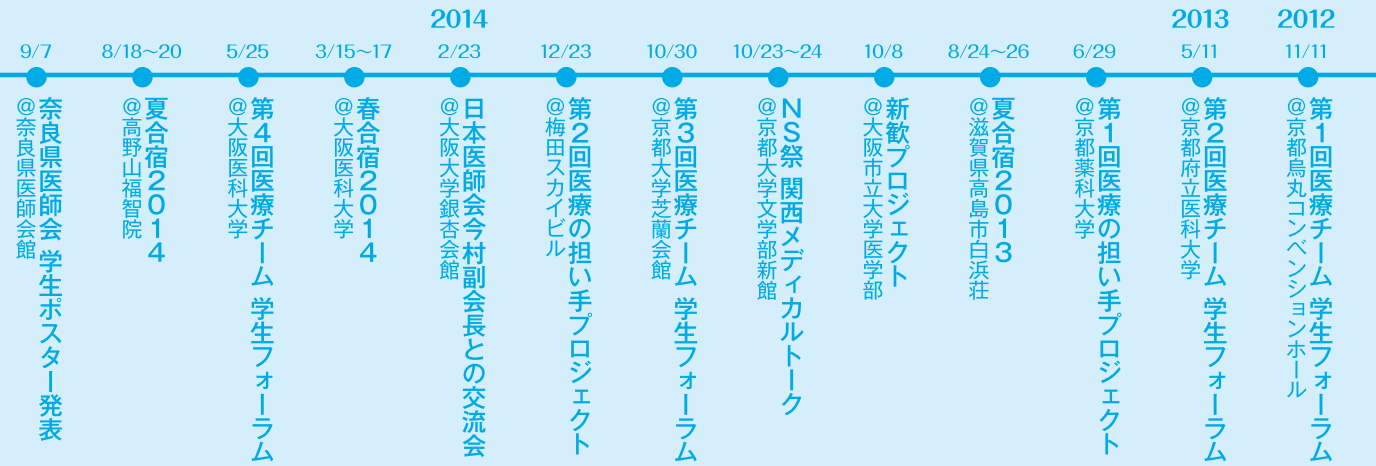 2012
11/11
第1回医療チーム 学生フォーラム
@京都烏丸コンベンションホール
2013
5/11
第2回医療チーム 学生フォーラム
@京都府立医科大学
6/29
第1回医療の担い手プロジェクト
@京都薬科大学
8/24~26
夏合宿2013
@滋賀県高島市白浜荘
10/8
新歓プロジェクト
@大阪市立大学医学部
10/23~24
NS祭 関西メディカルトーク
@京都大学文学部新館
10/30
第3回医療チーム 学生フォーラム
@京都大学芝蘭会館
12/23
第2回医療の担い手プロジェクト
@梅田スカイビル
2014
2/23
日本医師会今村副会長との交流会
@大阪大学銀杏会館
3/15~17
春合宿2014
@大阪医科大学
5/25
第4回医療チーム 学生フォーラム
@大阪医科大学
8/18~20
夏合宿2014
@高野山福智院
9/7
奈良県医師会 学生ポスター発表
@奈良県医師会館